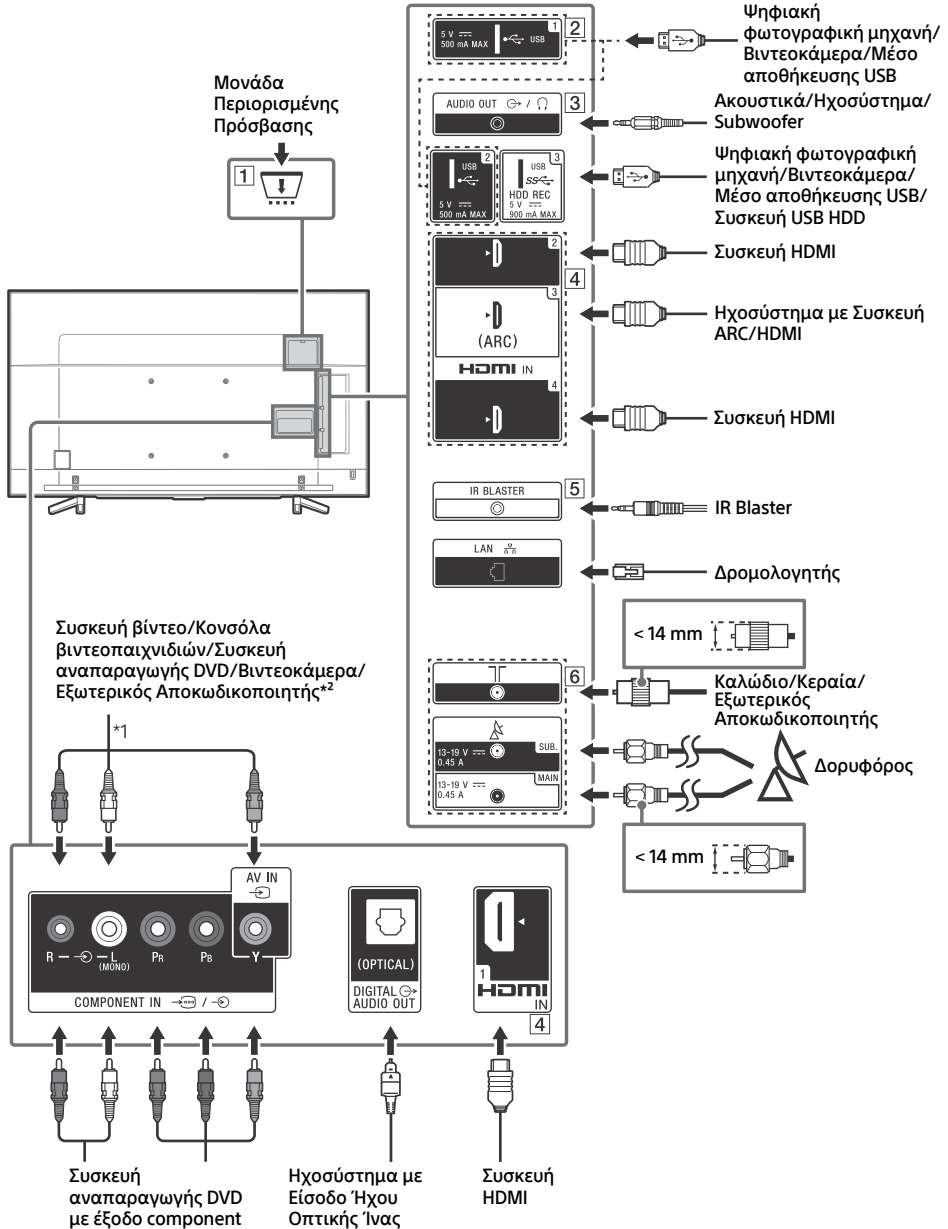 Ψηφιακή
φωτογραφική μηχανή/
Βιντεοκάμερα/Μέσο
αποθήκευσης USB
5 V
500 mA MAX
USB
1
2
Μονάδα
Περιορισμένης
Πρόσβασης
1
AUDIO OUT /
3
Ακουστικά/Ηχοσύστημα/
Subwoofer
USB
2
5 V
500 mA MAX
USB
3
SS
HDD REC
5 V
900 mA MAX
Ψηφιακή φωτογραφική
μηχανή/Βιντεοκάμερα/
Μέσο αποθήκευσης USB/
Συσκευή USB HDD
2
Συσκευή HDMI
4
3
(ARC)
Ηχοσύστημα με Συσκευή
ARC/HDMI
HDMI IN
4
Συσκευή HDMI
IR BLASTER
5
IR Blaster
LAN
Δρομολογητής
< 14 mm
6
Καλώδιο/Κεραία/
Εξωτερικός
Αποκωδικοποιητής
13-19 V
0.45 A
SUB.
13-19 V
0.45 A
MAIN
Δορυφόρος
< 14 mm
Συσκευή βίντεο/Κονσόλα
βιντεοπαιχνιδιών/Συσκευή
αναπαραγωγής DVD/Βιντεοκάμερα/
Εξωτερικός Αποκωδικοποιητής*²
*1
AV IN
R — — L
(MONO)
PR
PB
Y
COMPONENT IN /
(OPTICAL)
DIGITAL
AUDIO OUT
1
HDMI
IN
4
Συσκευή
αναπαραγωγής DVD
με έξοδο component
Ηχοσύστημα με
Είσοδο Ήχου
Οπτικής Ίνας
Συσκευή
HDMI